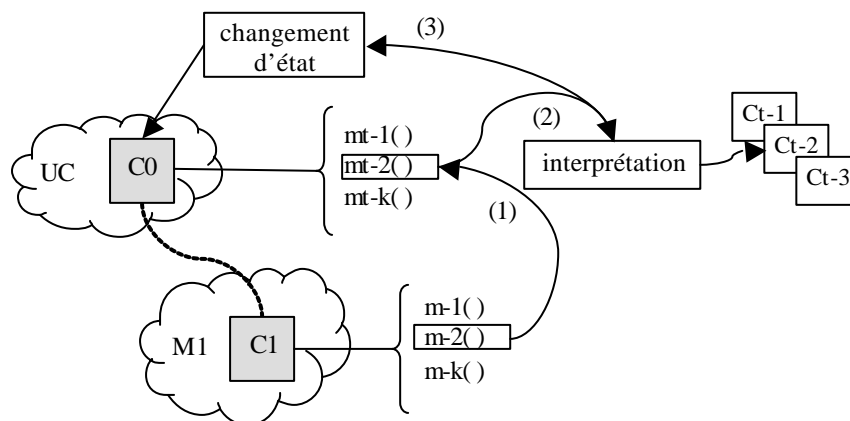 changement
d'état
(3)
(2)
(1)
Ct-1
Ct-2
Ct-3
interprétation
UC
C0
mt-1( )
mt-2( )
mt-k( )
M1
C1
m-1( )
m-2( )
m-k( )